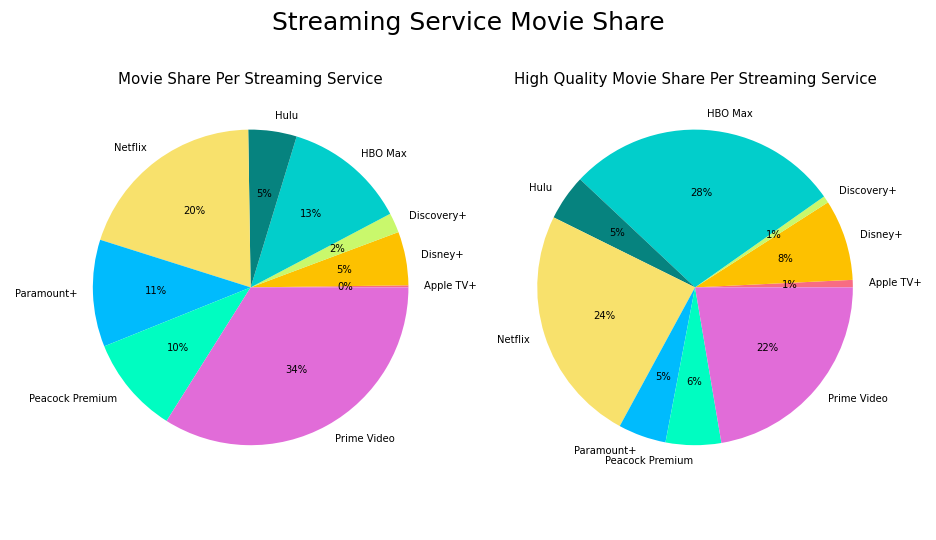 Streaming Service Movie Share
Movie Share Per Streaming Service
Hulu
HBO Max
Netflix
Discovery+
Disney+
Apple TV+
Paramount+
Peacock Premium
Prime Video
5%
20%
13%
2%
5%
0%
11%
10%
34%
High Quality Movie Share Per Streaming Service
HBO Max
Discovery+
Hulu
Disney+
Apple TV+
Netflix
Prime Video
Paramount+
Peacock Premium
28%
5%
1%
8%
1%
24%
22%
5%
6%